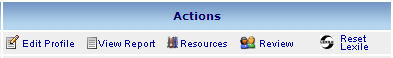 Actions
Edit Profile View Report Resources Review Reset
Lexile